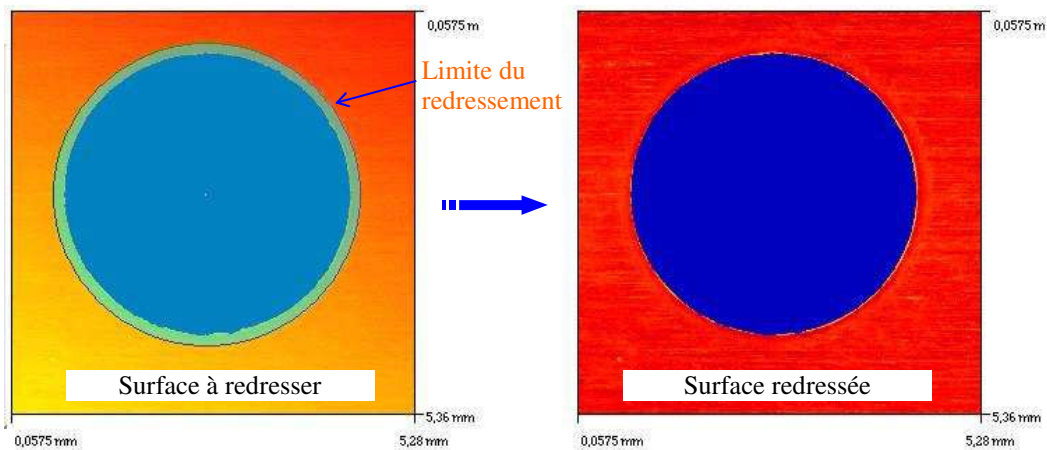 0,0575 m
Limite du
redressement
Surface à redresser
5,36 mm
0,0575 mm
5,28 mm
0,0575 m
Surface redressée
5,36 mm
0,0575 mm
5,28 mm